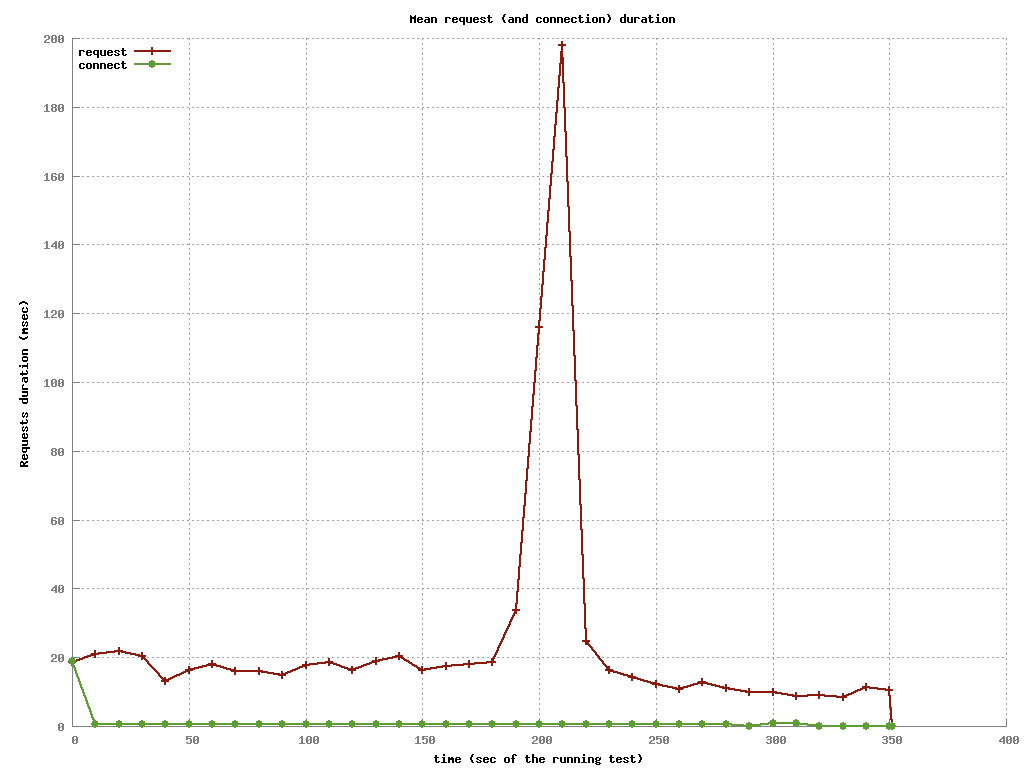 Mean request (and connection) duration
request
connect
200
180
160
140
120
100
80
60
40
20
0
Requests duration (msec)
0 50 100 150 200 250 300 350 400
time (sec of the running test)